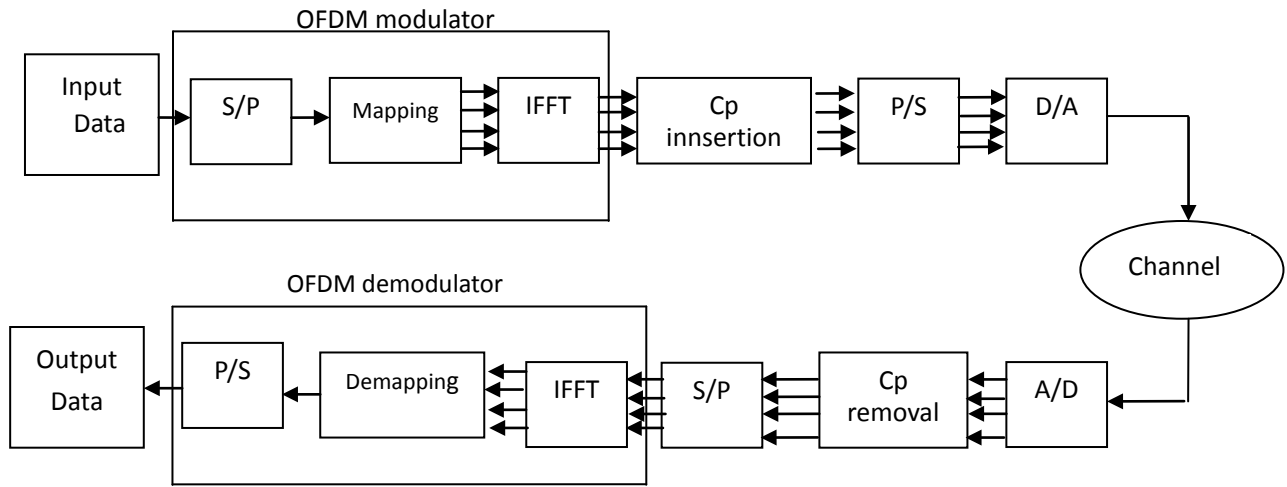 OFDM modulator
Input
Data
S/P
Mapping
IFFT
Cp
innsertion
P/S
D/A
Channel
OFDM demodulator
Output
Data
P/S
Demapping
IFFT
S/P
Cp
removal
A/D